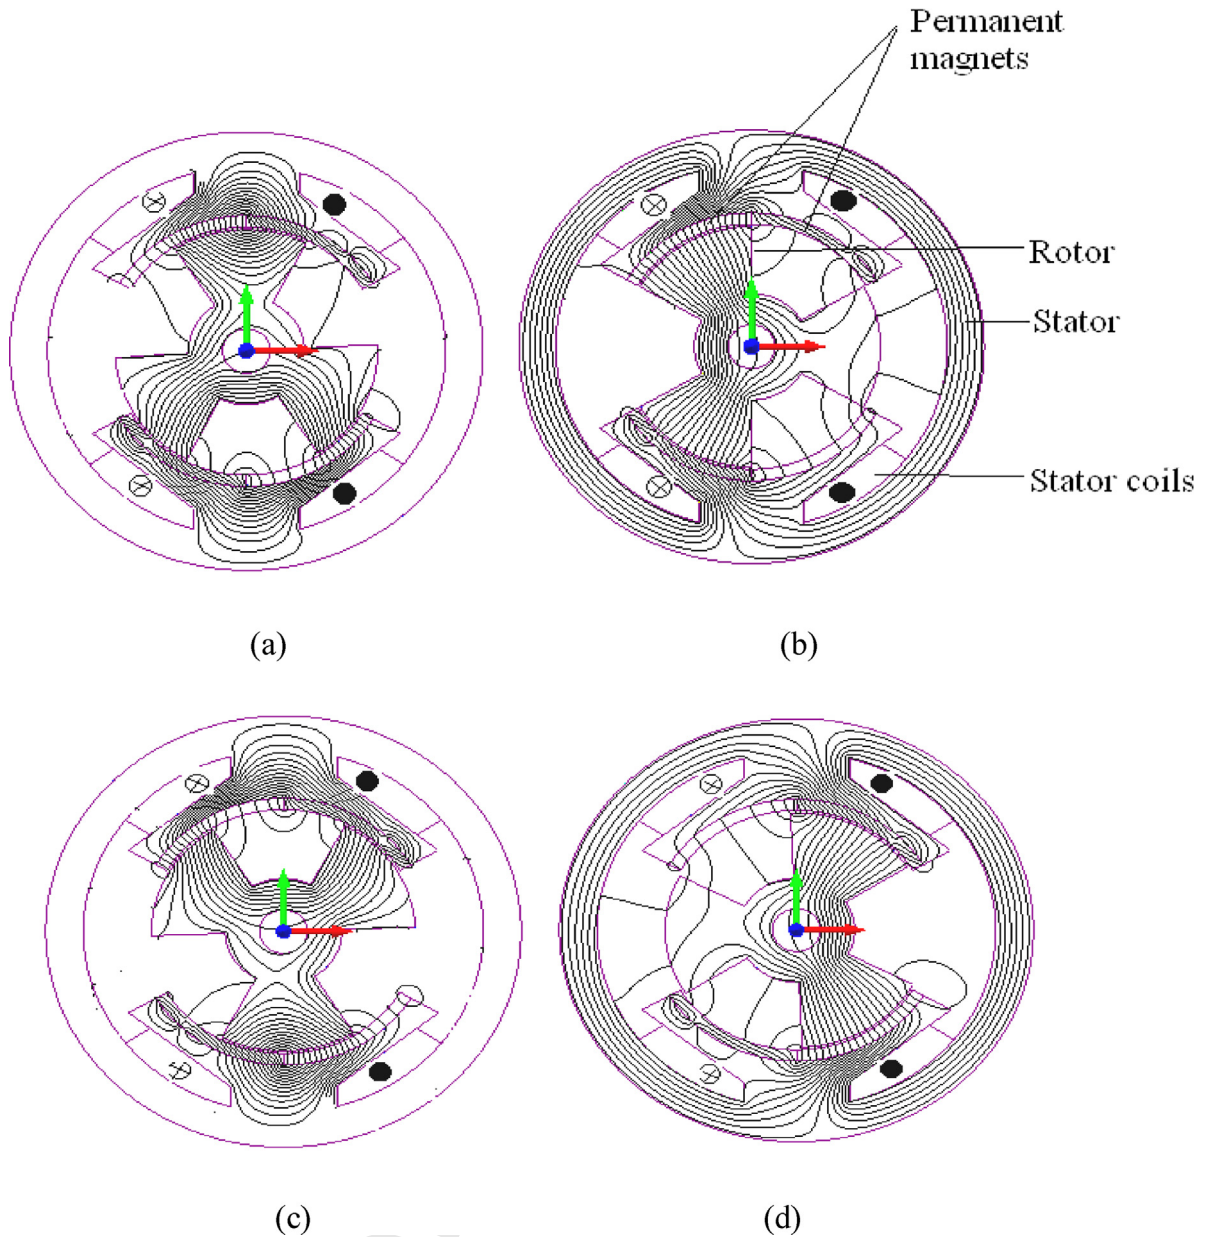 Permanent
magnets
Rotor
Stator
Stator coils
(a)
(b)
(c)
(d)